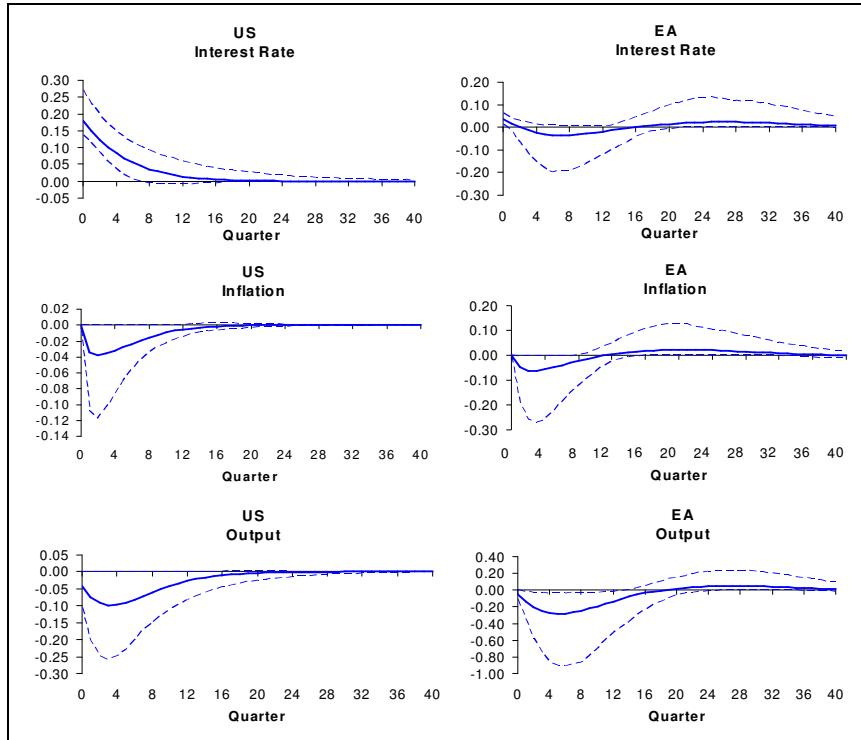 US
Interest Rate
0.30
0.25
0.20
0.15
0.10
0.05
0.00
-0.05
0 4 8 12 16 20 24 28 32 36 40
Quarter
EA
Interest Rate
0.20
0.10
0.00
-0.10
-0.20
-0.30
0 4 8 12 16 20 24 28 32 36 40
Quarter
US
Inflation
0.02
0.00
-0.02
-0.04
-0.06
-0.08
-0.10
-0.12
-0.14
0 4 8 12 16 20 24 28 32 36 40
Quarter
EA
Inflation
0.20
0.10
0.00
-0.10
-0.20
-0.30
0 4 8 12 16 20 24 28 32 36 40
Quarter
US
Output
0.05
0.00
-0.05
-0.10
-0.15
-0.20
-0.25
-0.30
0 4 8 12 16 20 24 28 32 36 40
Quarter
EA
Output
0.40
0.20
0.00
-0.20
-0.40
-0.60
-0.80
-1.00
0 4 8 12 16 20 24 28 32 36 40
Quarter